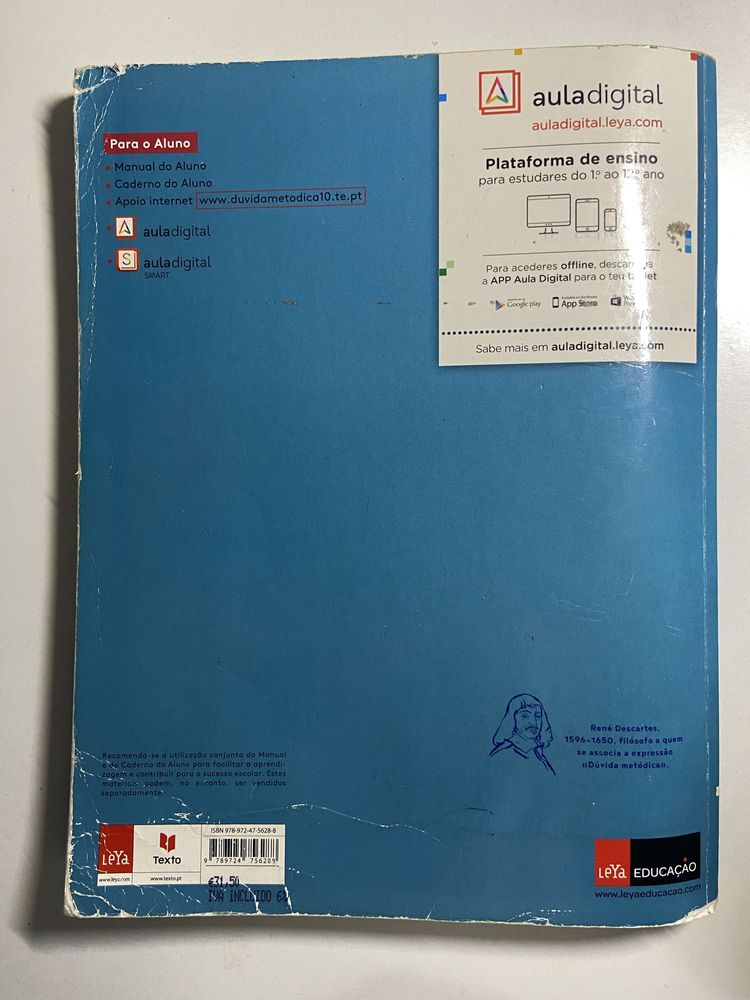 Para o Aluno
• Manual do Aluno
• Caderno do Aluno
• Apoio internet www.duvidametodica10.te.pt
• A auladigital
• S auladigital
SMART
auladigital
auladigital.leya.com
Plataforma de ensino
para estudares do 1.º ao 12.º ano
Para acederes offline, descarrega
a APP Aula Digital para o teu tablet
Google play
App Store
Sabe mais em auladigital.leya.com
René Descartes,
1596-1650, filósofo a quem
se associa a expressão
«Dúvida metódica».
Recomenda-se a utilização conjunta do Manual
e do Caderno do Aluno para facilitar a aprendi-
zagem e contribuir para o sucesso escolar. Estes
materiais podem, no entanto, ser vendidos
separadamente.
LEYA
www.leya.com
Texto
www.texto.pt
ISBN 978-972-47-5628-8
9 789724 756288
€31,50
IVA INCLUIDO 6%
LEYA EDUCAÇÃO
www.leyaeducacao.com